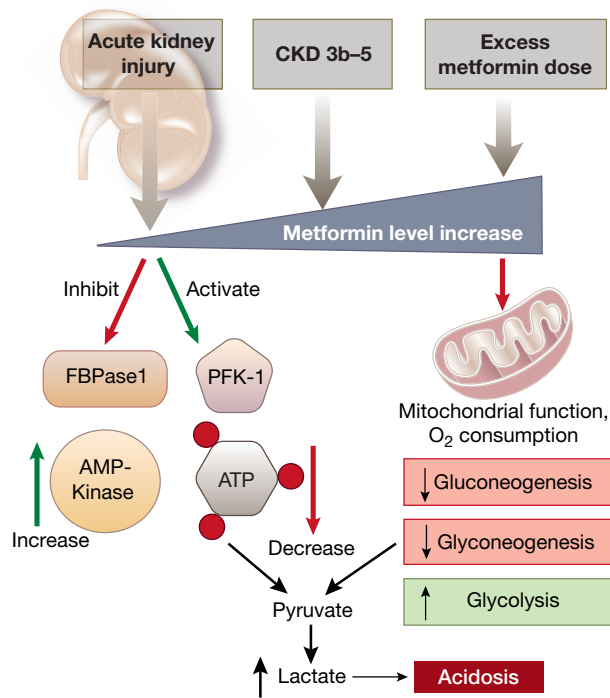 Acute kidney
injury
CKD 3b–5
Excess
metformin dose
Metformin level increase
Inhibit
Activate
FBPase1
PFK-1
Mitochondrial function,
O₂ consumption
AMP-
Kinase
ATP
Increase
Decrease
Gluconeogenesis
Glyconeogenesis
Glycolysis
Pyruvate
Lactate
Acidosis